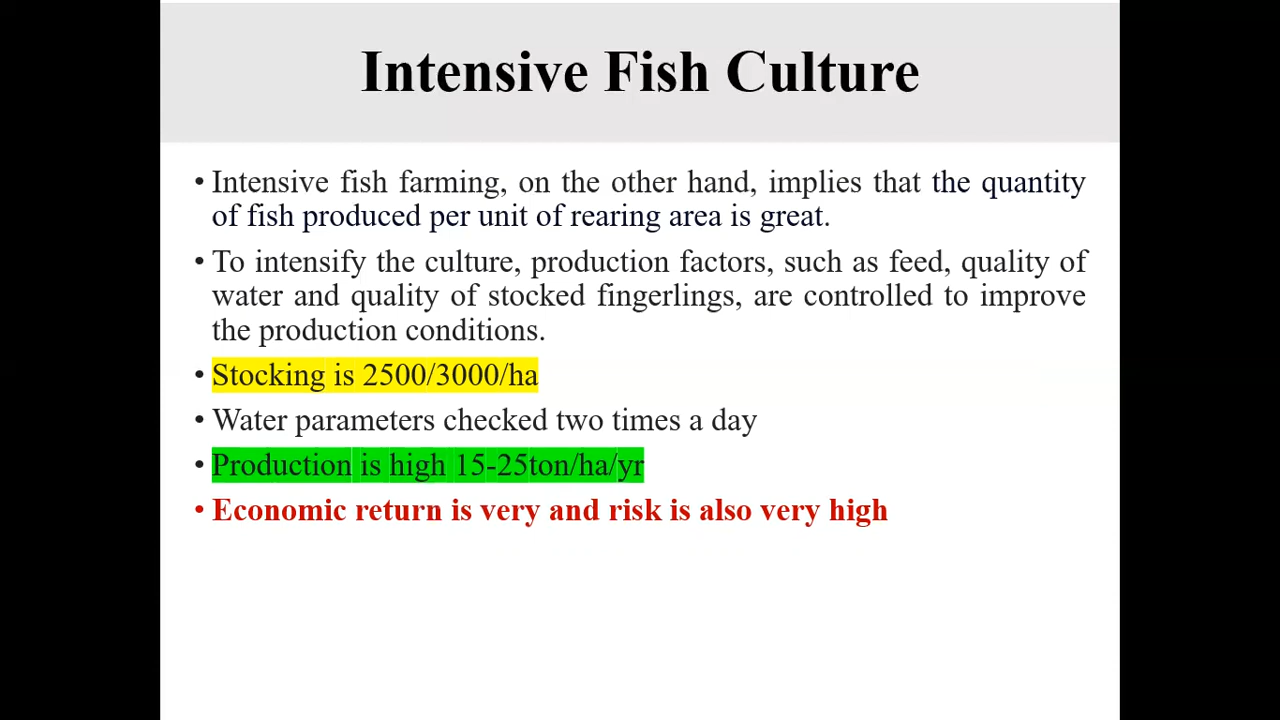 Intensive Fish Culture
• Intensive fish farming, on the other hand, implies that the quantity
of fish produced per unit of rearing area is great.
• To intensify the culture, production factors, such as feed, quality of
water and quality of stocked fingerlings, are controlled to improve
the production conditions.
• Stocking is 2500/3000/ha
• Water parameters checked two times a day
• Production is high 15-25ton/ha/yr
• Economic return is very and risk is also very high